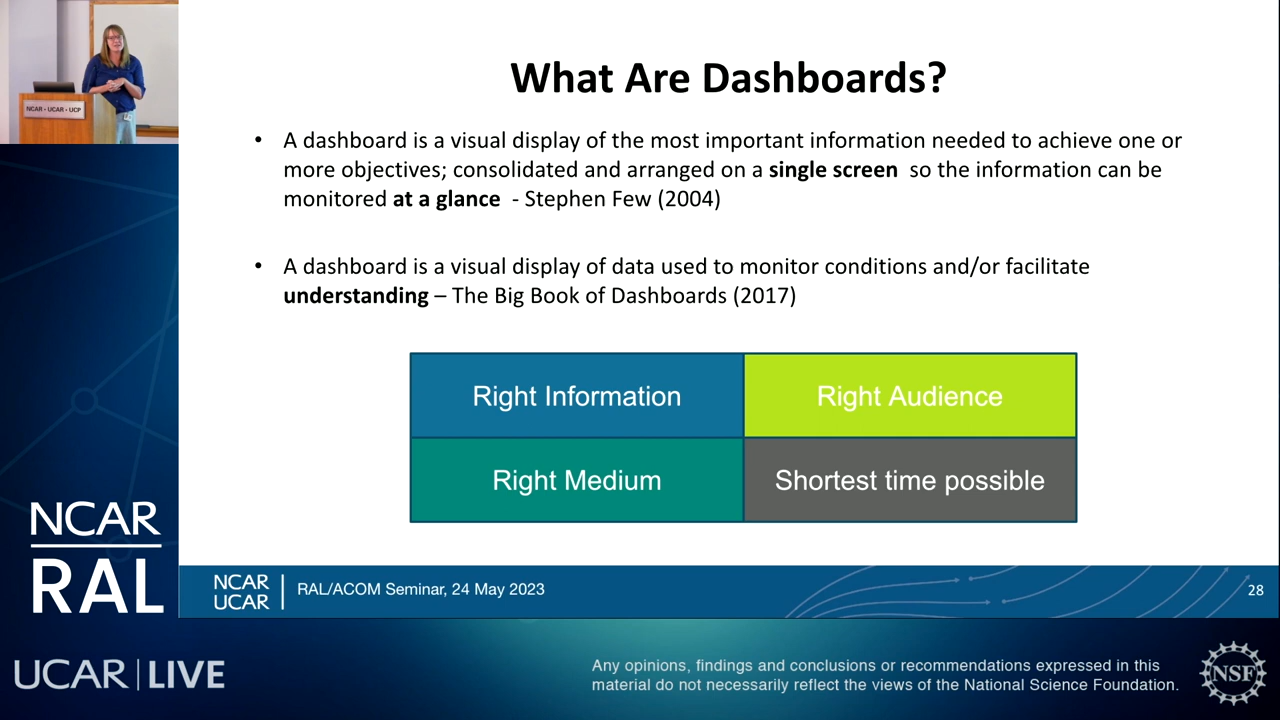 NCAR • UCAR • UCP
What Are Dashboards?
• A dashboard is a visual display of the most important information needed to achieve one or
more objectives; consolidated and arranged on a single screen so the information can be
monitored at a glance - Stephen Few (2004)
• A dashboard is a visual display of data used to monitor conditions and/or facilitate
understanding – The Big Book of Dashboards (2017)
Right Information
Right Audience
Right Medium
Shortest time possible
NCAR
RAL
NCAR
UCAR
RAL/ACOM Seminar, 24 May 2023
28
UCAR | LIVE
Any opinions, findings and conclusions or recommendations expressed in this
material do not necessarily reflect the views of the National Science Foundation.
NSF